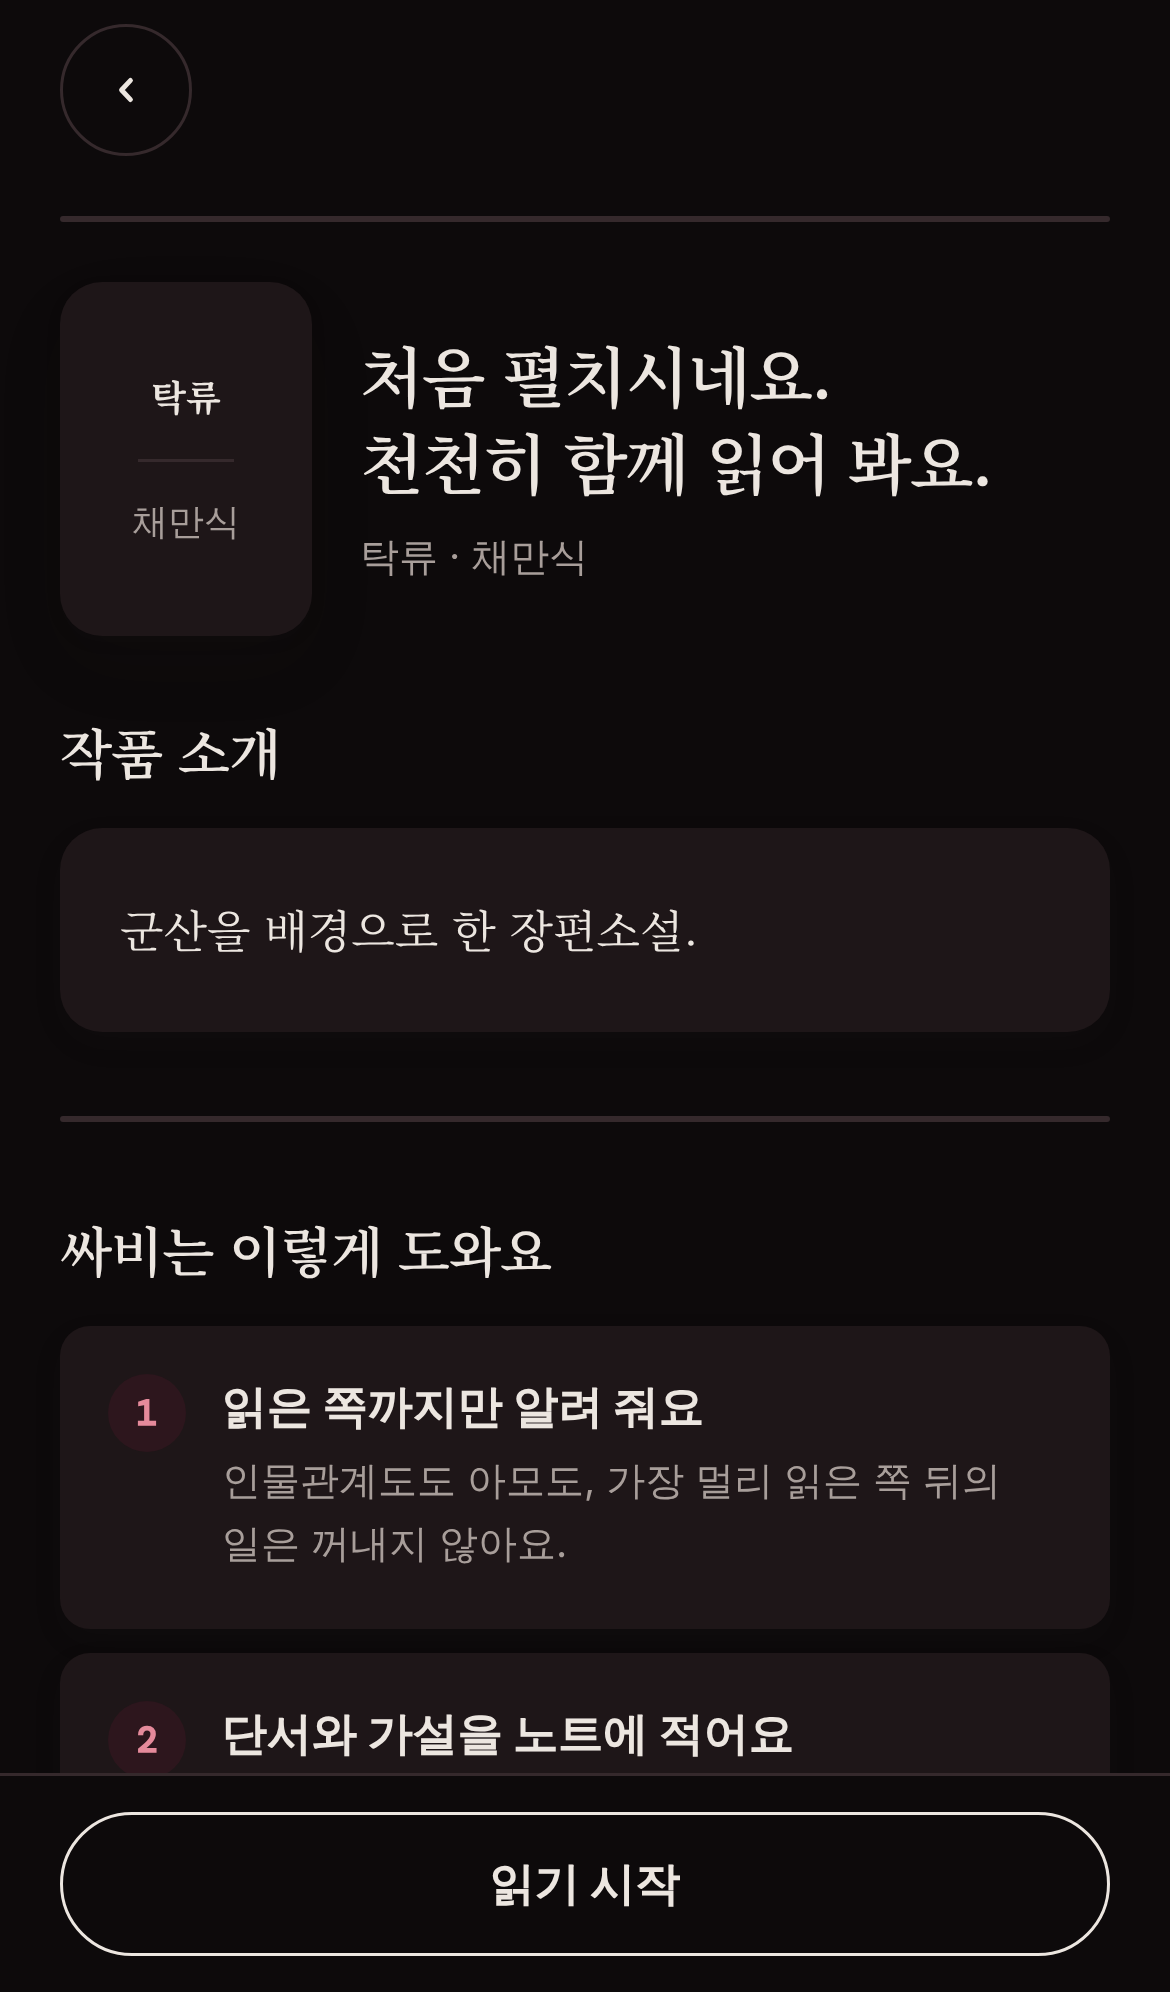 탁류
채만식
처음 펼치시네요.
천천히 함께 읽어 봐요.
탁류 · 채만식
작품 소개
군산을 배경으로 한 장편소설.
싸비는 이렇게 도와요
1
읽은 쪽까지만 알려 줘요
인물관계도도 아모도, 가장 멀리 읽은 쪽 뒤의
일은 꺼내지 않아요.
2
단서와 가설을 노트에 적어요
읽기 시작